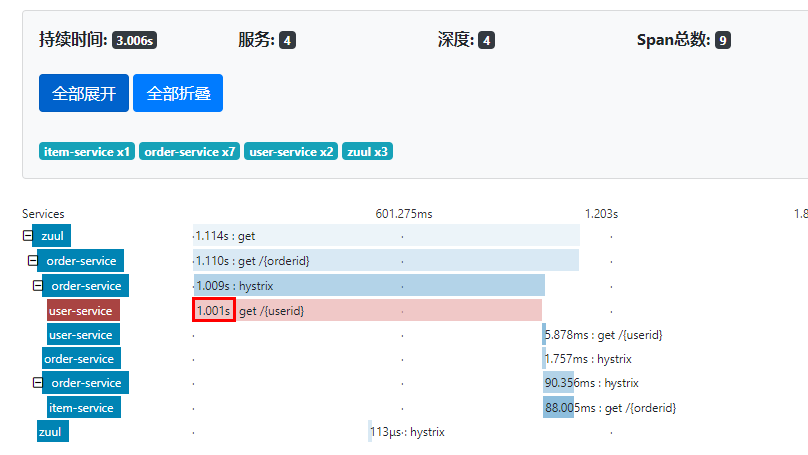 持续时间: 3.006s 服务: 4 深度: 4 Span总数: 9
全部展开 全部折叠
item-service x1 order-service x7 user-service x2 zuul x3
Services 601.275ms 1.203s 1.8
zuul 1.114s : get
order-service 1.110s : get /{orderid}
order-service 1.009s : hystrix
user-service 1.001s : get /{userid}
user-service 5.878ms : get /{userid}
order-service 1.757ms : hystrix
order-service 90.356ms : hystrix
item-service 88.005ms : get /{orderid}
zuul 113μs : hystrix